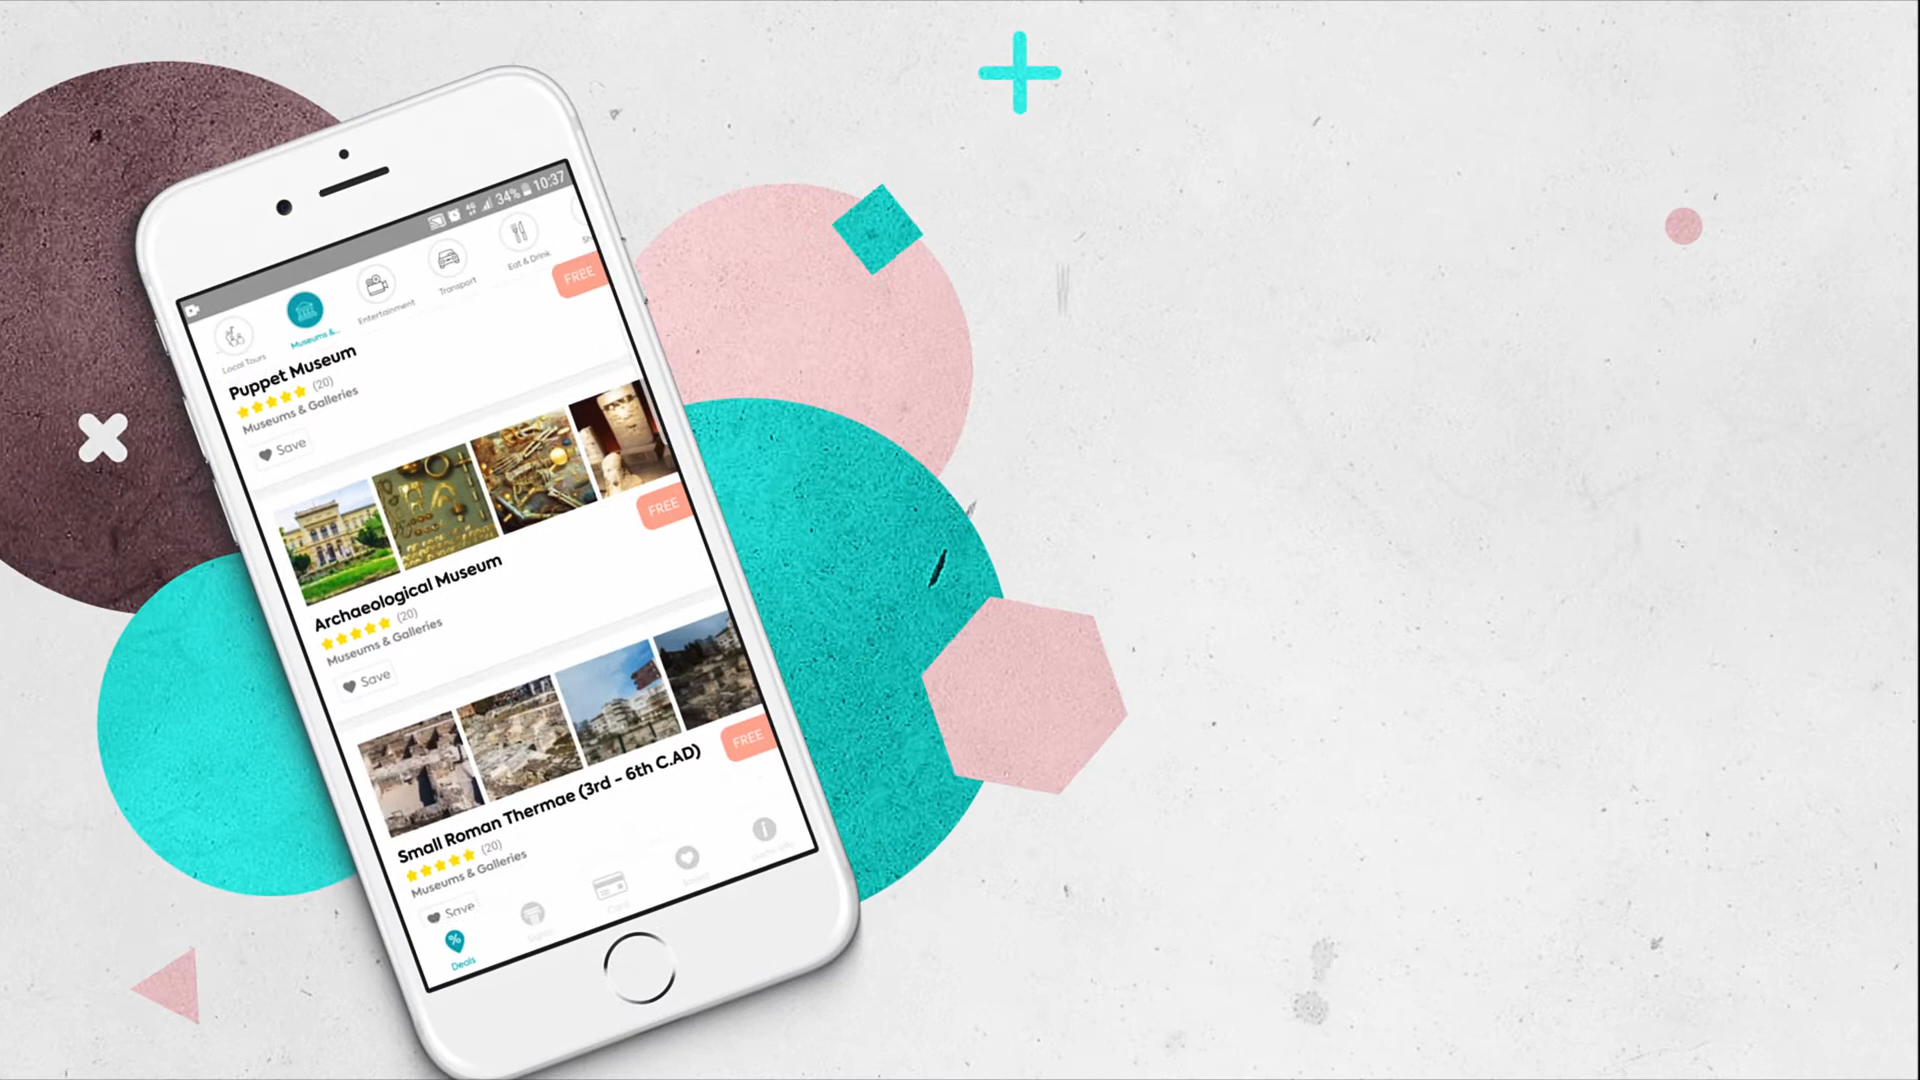 34% 10:37
Local Tours
Museums &...
Entertainment
Transport
Eat & Drink
FREE
Puppet Museum
(20)
Museums & Galleries
Save
FREE
Archaeological Museum
(20)
Museums & Galleries
Save
FREE
Small Roman Thermae (3rd - 6th C.AD)
(20)
Museums & Galleries
Save
%
Deals